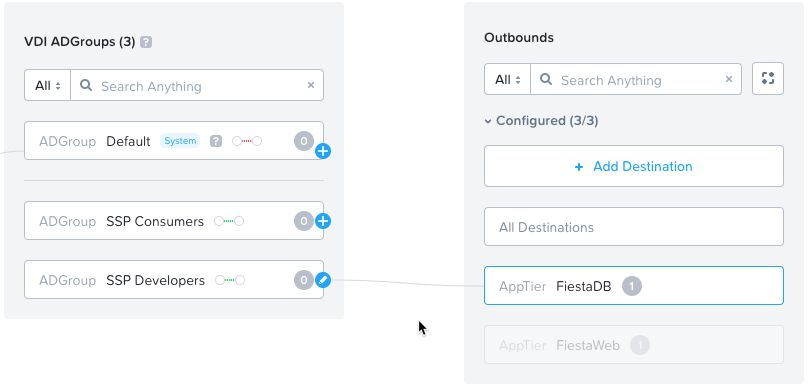 VDI ADGroups (3) ?
All Search Anything ×
ADGroup Default System ? 0 +
ADGroup SSP Consumers 0 +
ADGroup SSP Developers 0
Outbounds
All Search Anything ×
Configured (3/3)
+ Add Destination
All Destinations
AppTier FiestaDB 1
AppTier FiestaWeb 1